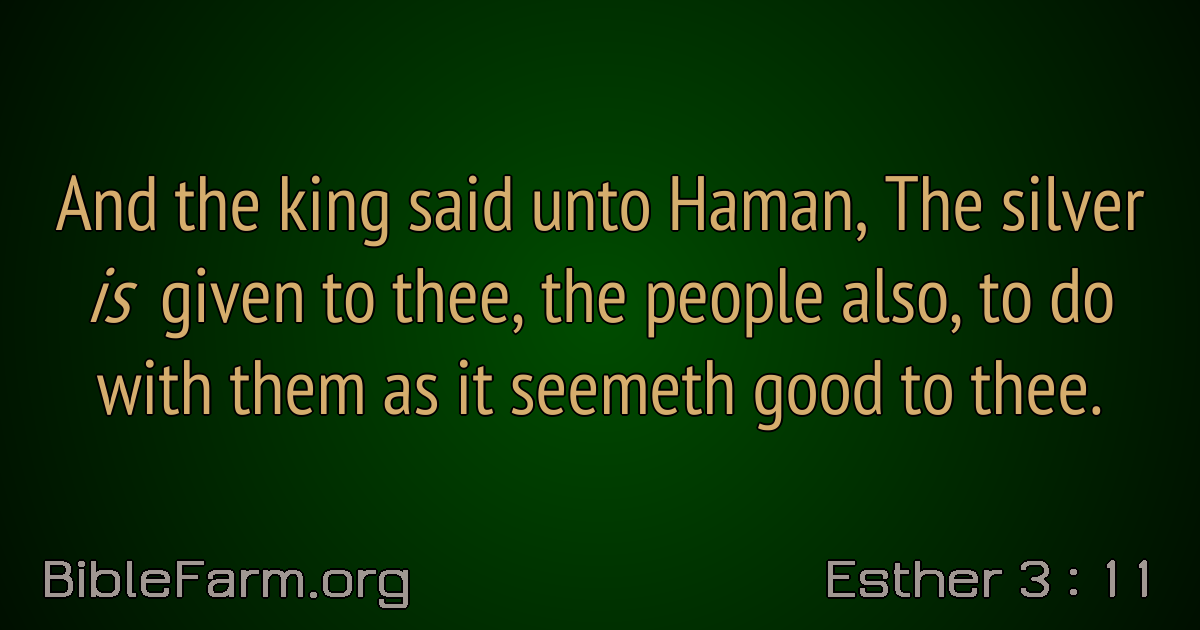 And the king said unto Haman, The silver
is given to thee, the people also, to do
with them as it seemeth good to thee.
BibleFarm.org
Esther 3 : 11